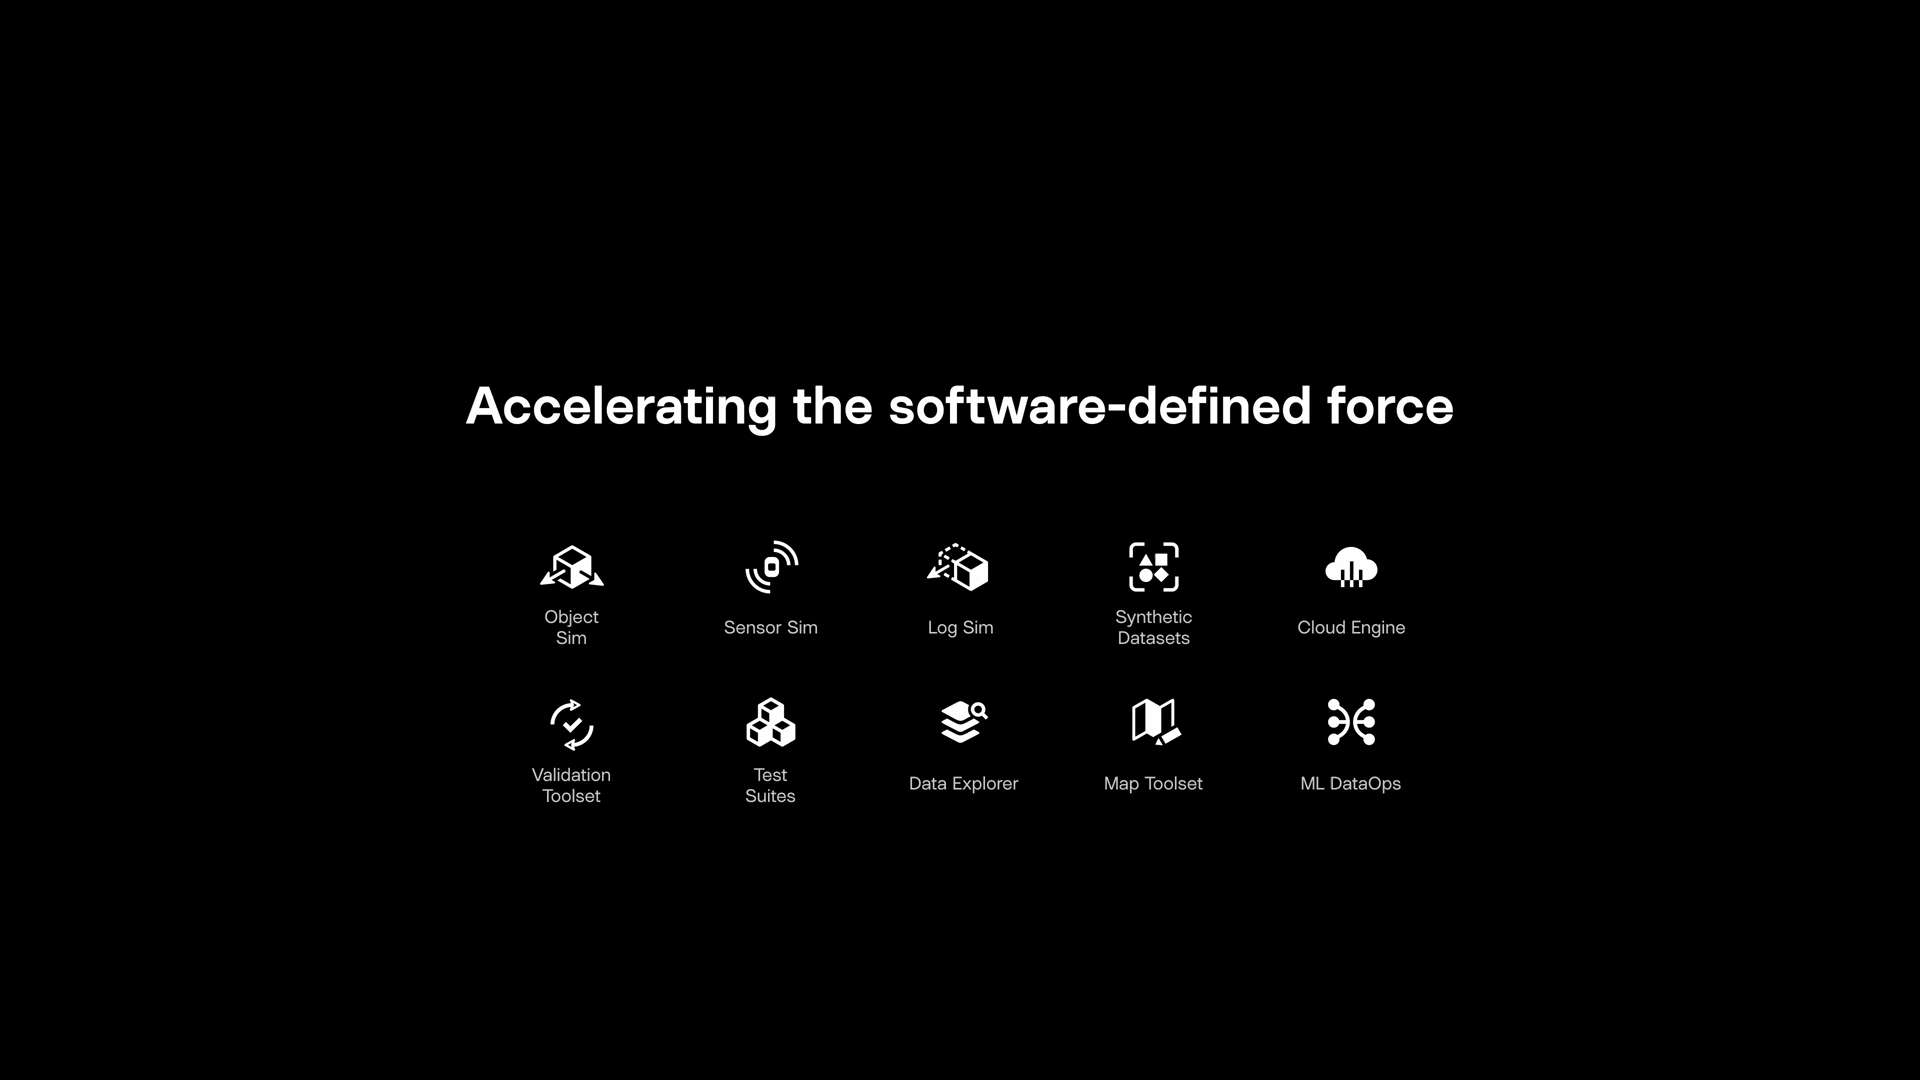 Accelerating the software-defined force
Object
Sim
Sensor Sim
Log Sim
Synthetic
Datasets
Cloud Engine
Validation
Toolset
Test
Suites
Data Explorer
Map Toolset
ML DataOps